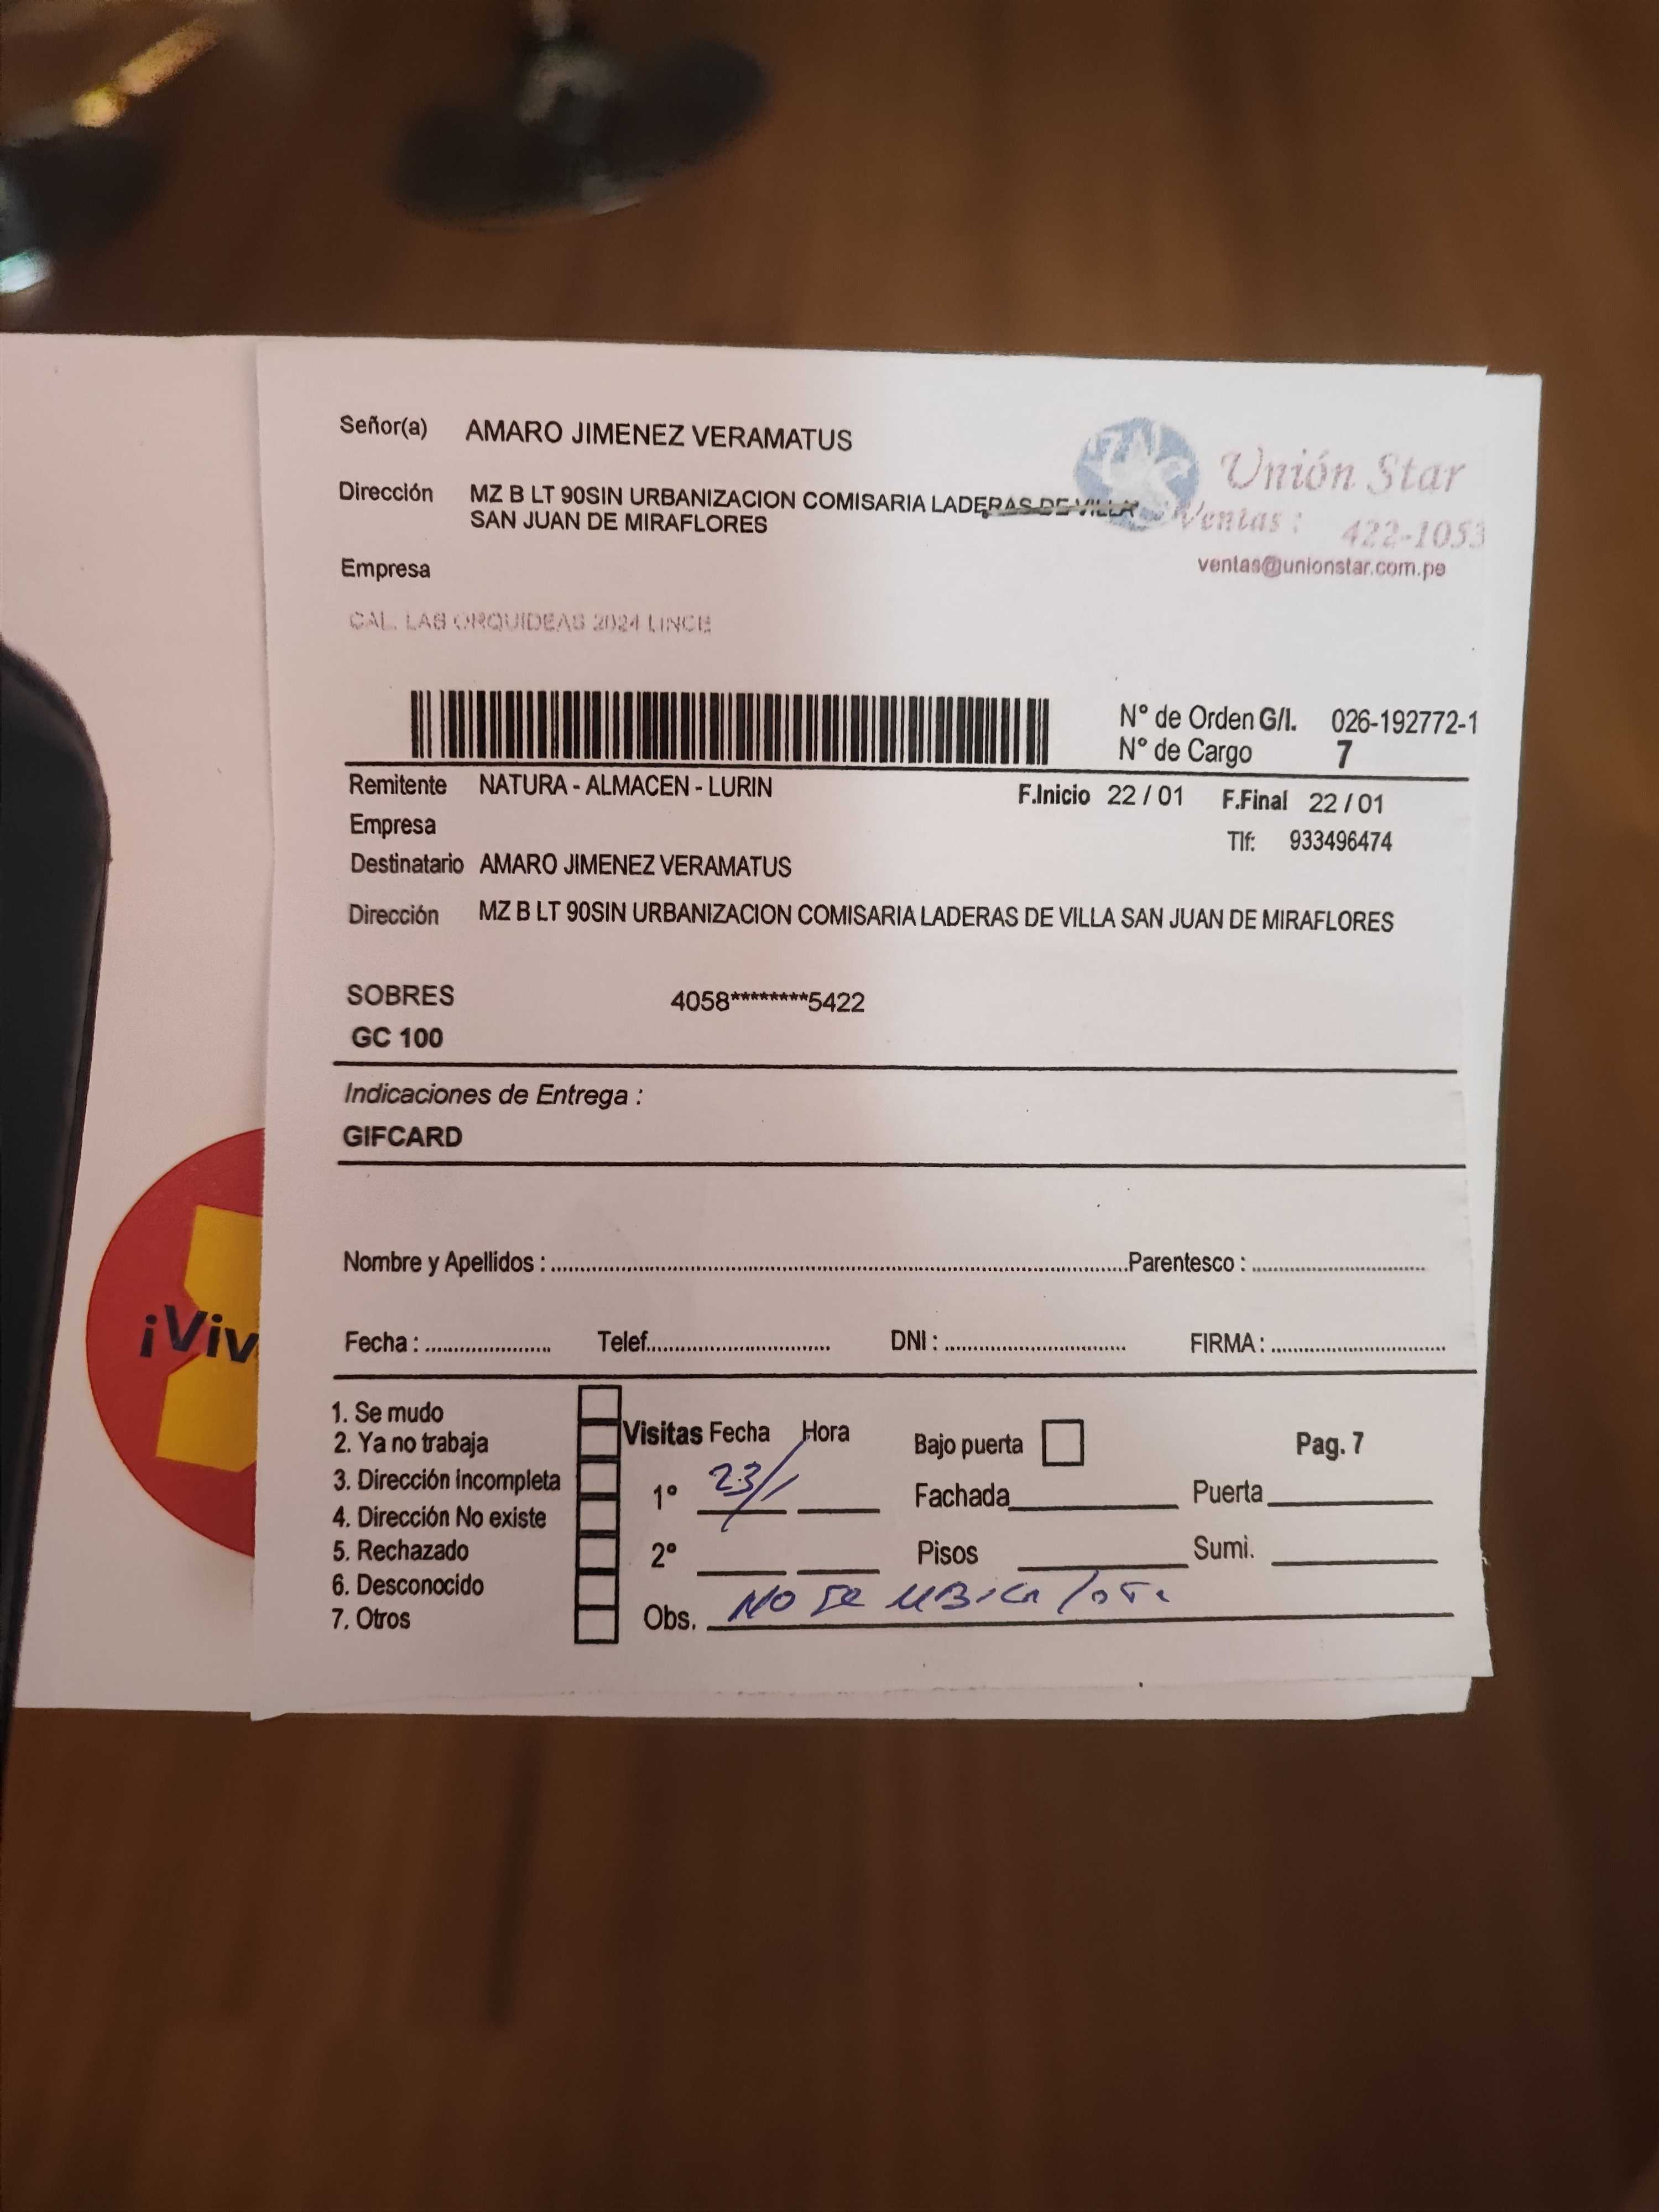 Señor(a) AMARO JIMENEZ VERAMATUS
Unión Star
Dirección MZ B LT 90SIN URBANIZACION COMISARIA LADERAS DE VILLA
SAN JUAN DE MIRAFLORES
Ventas : 422-1053
ventas@unionstar.com.pe
Empresa
CAL. LAS ORQUIDEAS 2024 LINCE
Nº de Orden G/I. 026-192772-1
Nº de Cargo 7
Remitente NATURA - ALMACEN - LURIN F.Inicio 22 / 01 F.Final 22 / 01
Empresa Tlf: 933496474
Destinatario AMARO JIMENEZ VERAMATUS
Dirección MZ B LT 90SIN URBANIZACION COMISARIA LADERAS DE VILLA SAN JUAN DE MIRAFLORES
SOBRES 4058********5422
GC 100
Indicaciones de Entrega :
GIFCARD
Nombre y Apellidos : Parentesco :
¡Viv
Fecha : Telef. DNI : FIRMA :
1. Se mudo
2. Ya no trabaja
3. Dirección incompleta
4. Dirección No existe
5. Rechazado
6. Desconocido
7. Otros
Visitas Fecha Hora
1º 23/1
2º
Obs. NO SE UBICA
Bajo puerta Pag. 7
Fachada Puerta
Pisos Sumi.